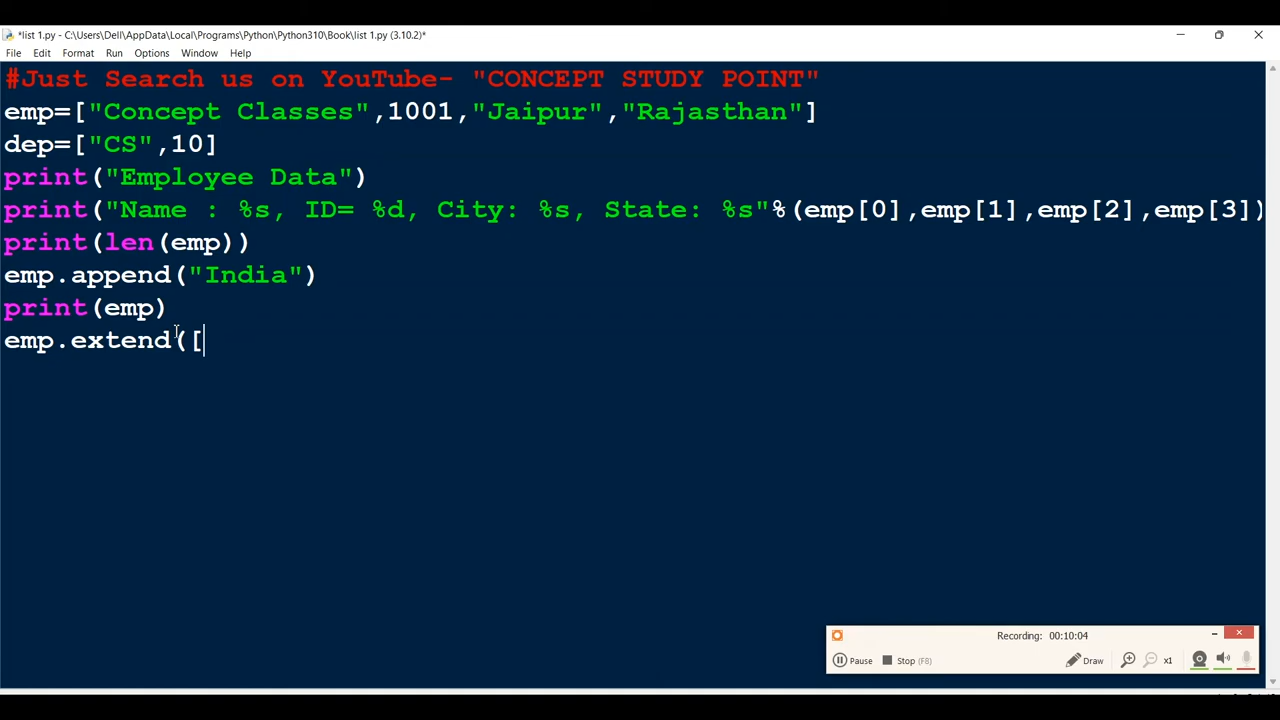 *list 1.py - C:\Users\Dell\AppData\Local\Programs\Python\Python310\Book\list 1.py (3.10.2)*
File Edit Format Run Options Window Help
#Just Search us on YouTube- "CONCEPT STUDY POINT"
emp=["Concept Classes",1001,"Jaipur","Rajasthan"]
dep=["CS",10]
print("Employee Data")
print("Name : %s, ID= %d, City: %s, State: %s"%(emp[0],emp[1],emp[2],emp[3])
print(len(emp))
emp.append("India")
print(emp)
emp.extend([
Recording: 00:10:04
Pause Stop (F8) Draw x1